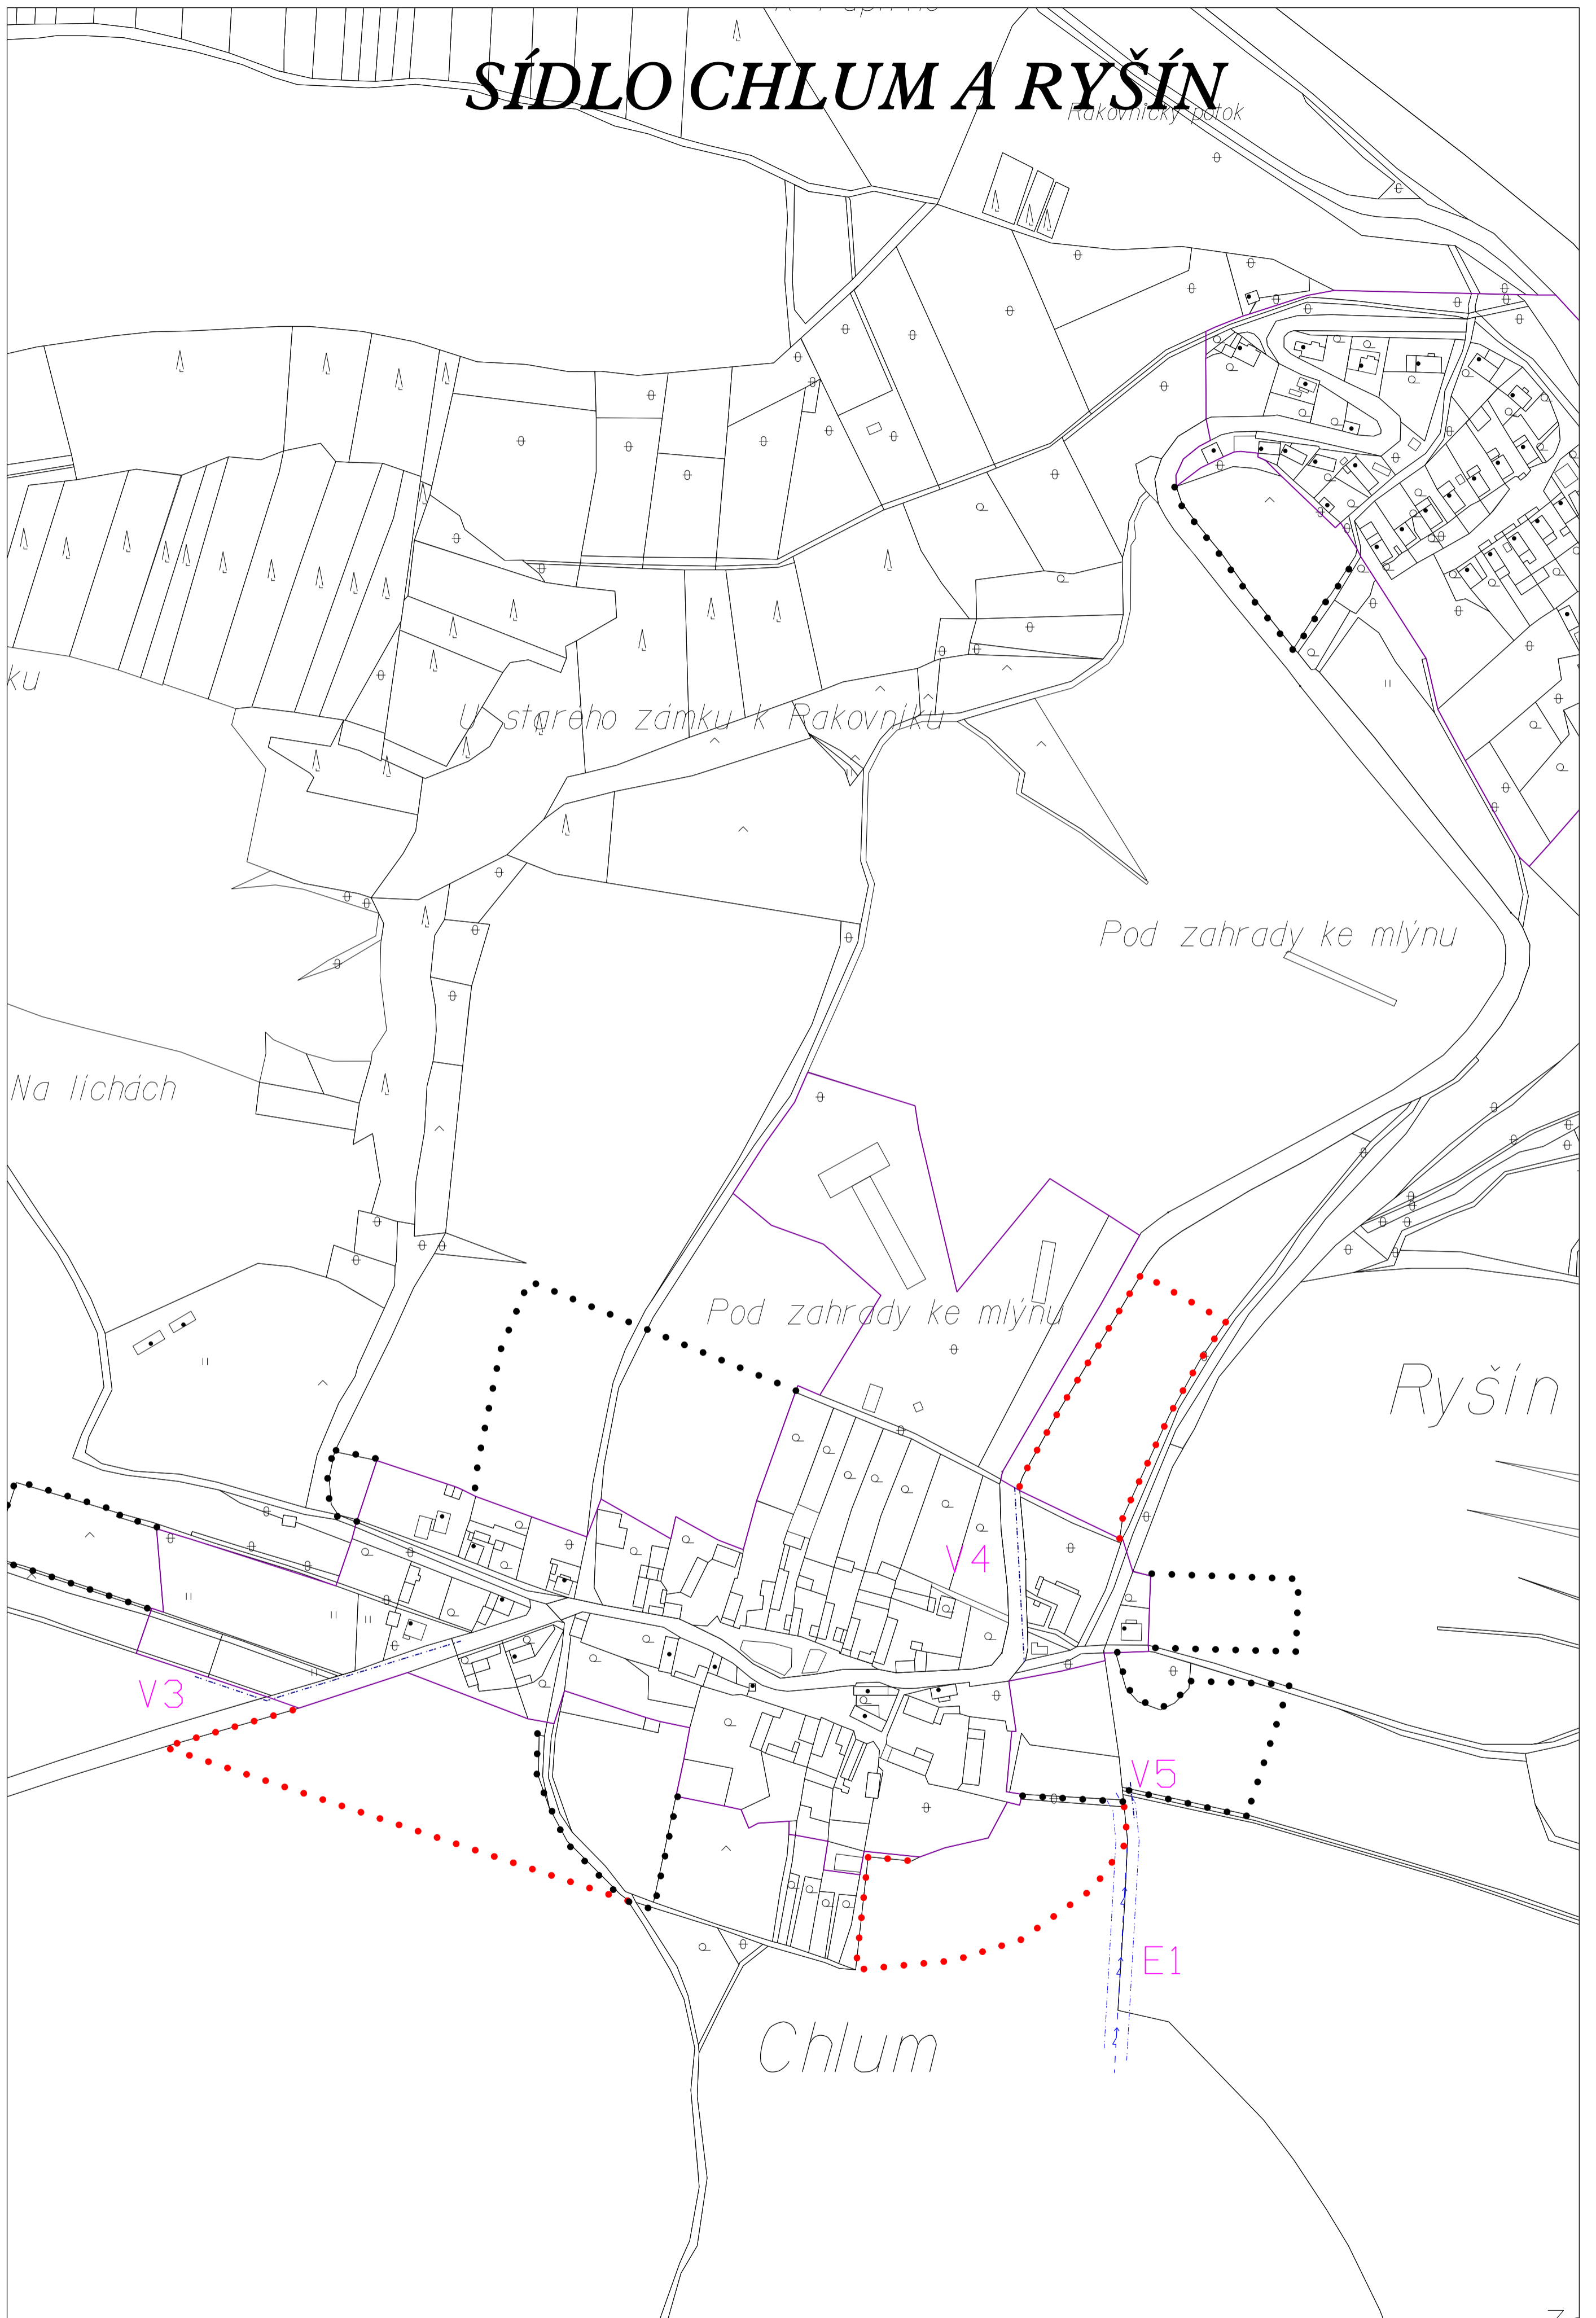 SÍDLO CHLUM A RYŠÍN
Rakovnický potok
ku
U starého zámku k Rakovníku
Pod zahrady ke mlýnu
Na lichách
Pod zahrady ke mlýnu
Ryšín
V4
V3
V5
E1
Chlum